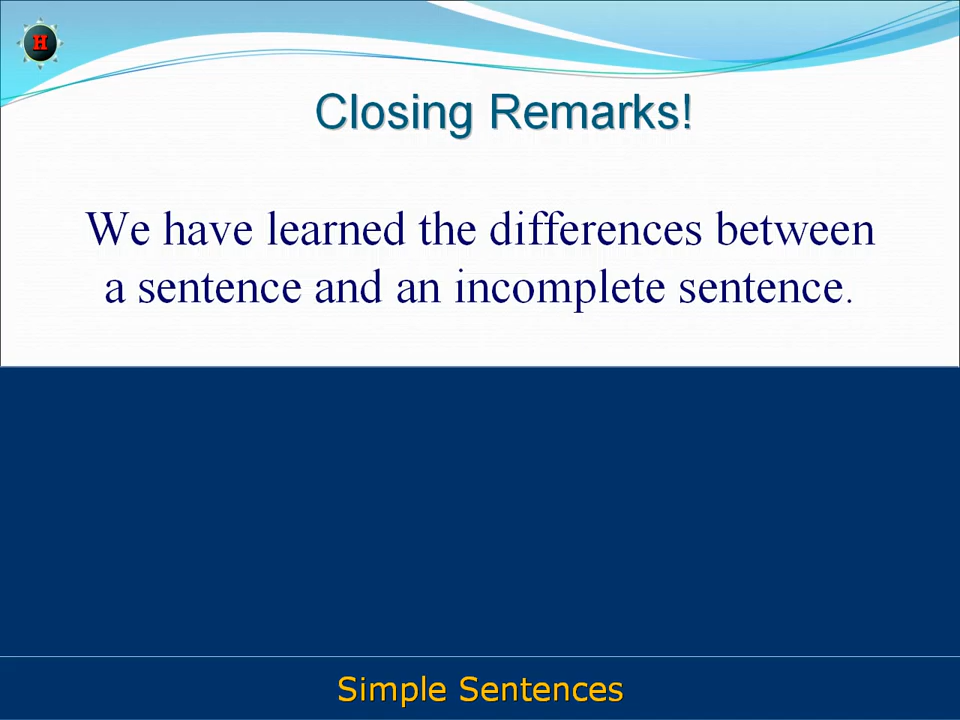 H
Closing Remarks!
We have learned the differences between
a sentence and an incomplete sentence.
Simple Sentences